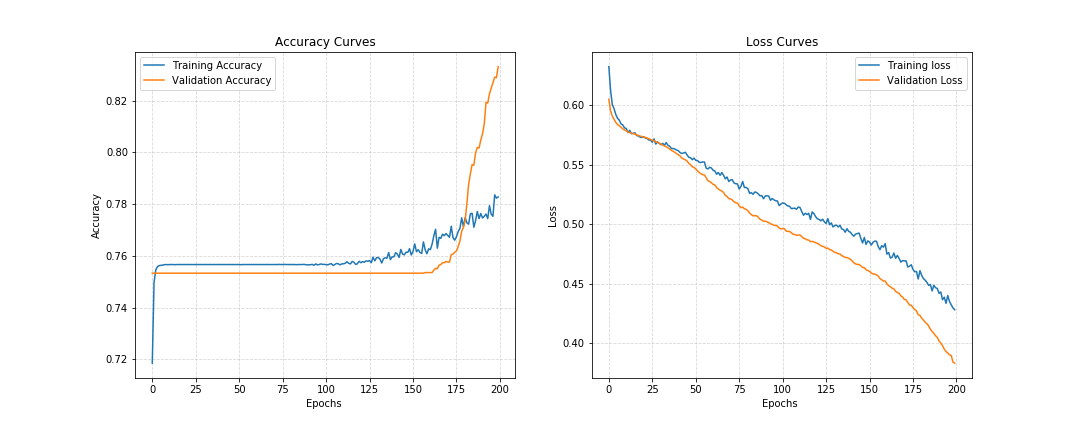 Accuracy Curves
Training Accuracy
Validation Accuracy
0.82
0.80
0.78
0.76
0.74
0.72
Accuracy
0 25 50 75 100 125 150 175 200
Epochs
Loss Curves
Training loss
Validation Loss
0.60
0.55
0.50
0.45
0.40
Loss
0 25 50 75 100 125 150 175 200
Epochs